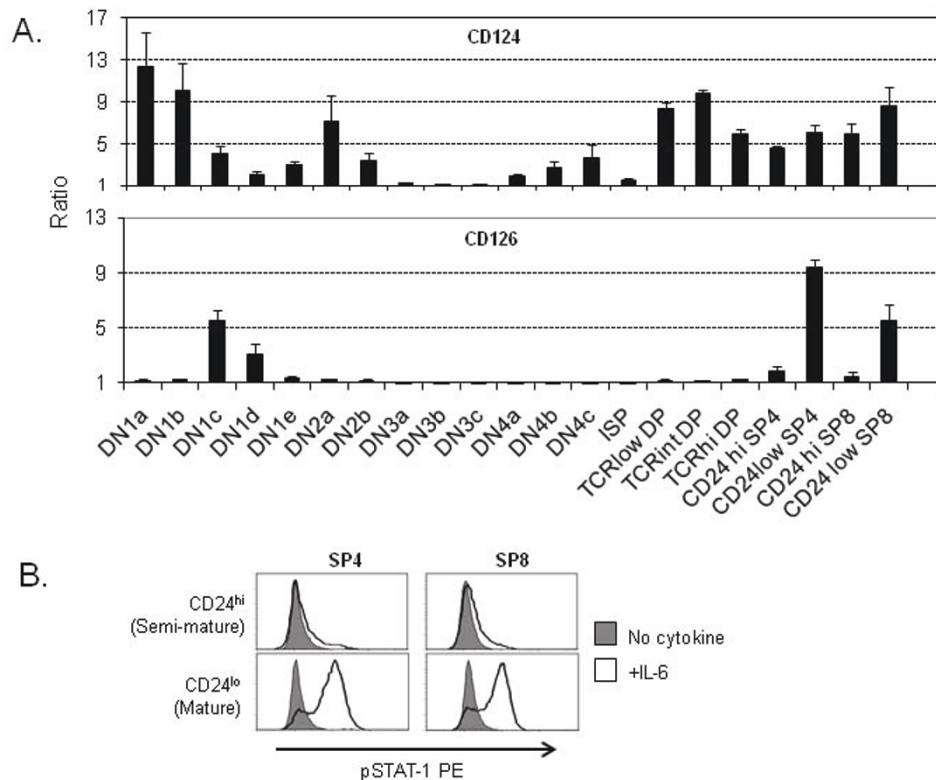 A.
CD124
17
13
9
5
1
Ratio
CD126
13
9
5
1
DN1a
DN1b
DN1c
DN1d
DN1e
DN2a
DN2b
DN3a
DN3b
DN3c
DN4a
DN4b
DN4c
ISP
TCRlow DP
TCRint DP
TCRhi DP
CD24 hi SP4
CD24low SP4
CD24 hi SP8
CD24 low SP8
B.
SP4 SP8
CD24hi
(Semi-mature)
CD24lo
(Mature)
No cytokine
+IL-6
pSTAT-1 PE